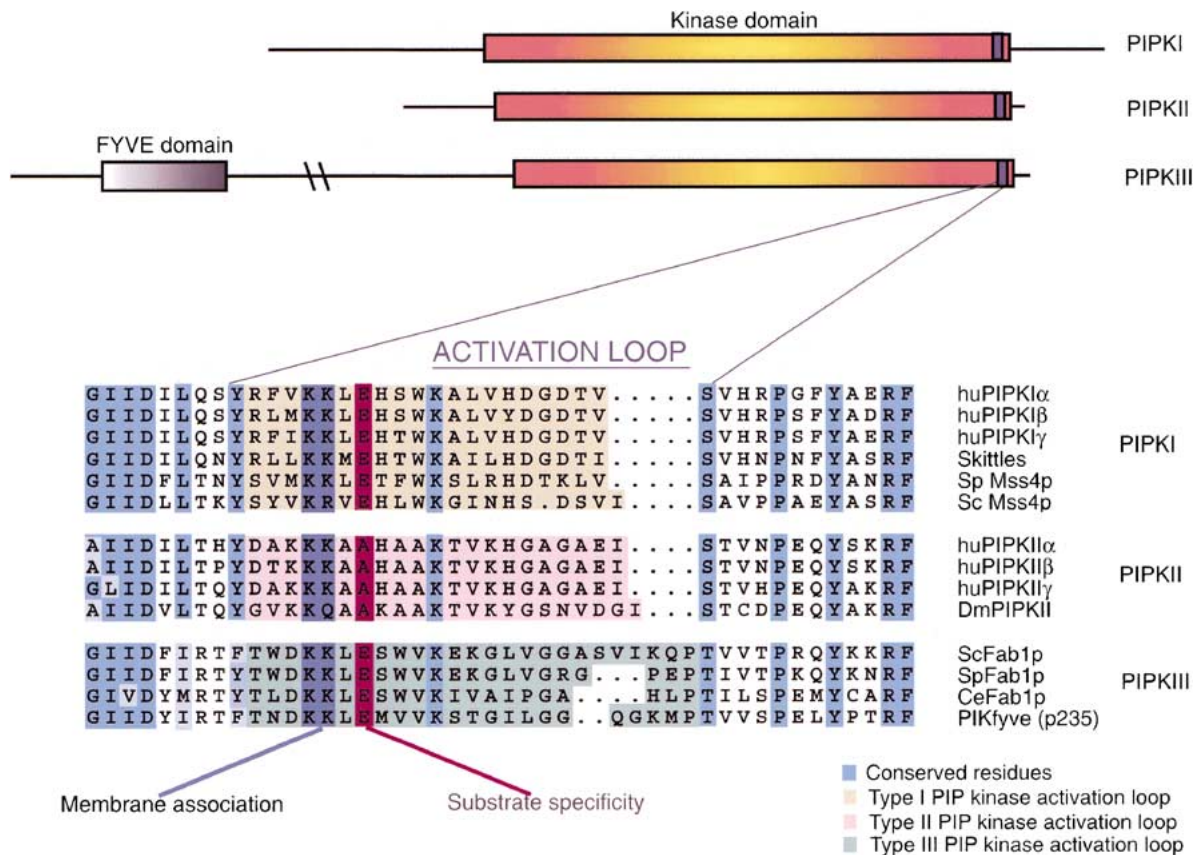 Kinase domain
PIPKI
PIPKII
FYVE domain
PIPKIII
ACTIVATION LOOP
GIIDILQSYRFVKKLEHSWKALVHDGDTV.....SVHRPGFYAERF huPIPKIα
GIIDILQSYRLMKKLEHSWKALVYDGDTV.....SVHRPSFYADRF huPIPKIβ
GIIDILQSYRFIKKLEHTWKALVHDGDTV.....SVHRPSFYAERF huPIPKIγ
GIIDILQNYRLLKKMEHTWKAILHDGDTI.....SVHNPNFYASRF Skittles
GIIDFLTNYSVMKKLETFWKSLRHDTKLV.....SAIPPRDYANRF Sp Mss4p
GIIDLLTKYSYVKRVEHLWKGINHS.DSVI....SAVPPAEYASRF Sc Mss4p
PIPKI
AIIDILTHYDAKKKAAHAAKTVKHGAGAEI....STVNPEQYSKRF huPIPKIIα
AIIDILTPYDTKKKAAHAAKTVKHGAGAEI....STVNPEQYAKRF huPIPKIIβ
GLIDILTQYDAKKKAAHAAKTVKHGAGAEI....STVHPEQYAKRF huPIPKIIγ
AIIDVLTQYGVKKQAAKAAKTVKYGSNVDGI...STCDPEQYAKRF DmPIPKII
PIPKII
GIIDFIRTFTWDKKLESWVKEKGLVGGASVIKQPTVVTPRQYKKRF ScFab1p
GIIDFIRTYTWDKKLESWVKEKGLVGRG...PEPTIVTPKQYKNRF SpFab1p
GIVDYMRTYTLDKKLESWVKIVAIPGA...HLPTILSPEMYCARF CeFab1p
GIIDYIRTFTNDKKLEMVVKSTGILGG..QGKMPTVVSPELYPTRF PIKfyve (p235)
PIPKIII
Membrane association
Substrate specificity
Conserved residues
Type I PIP kinase activation loop
Type II PIP kinase activation loop
Type III PIP kinase activation loop